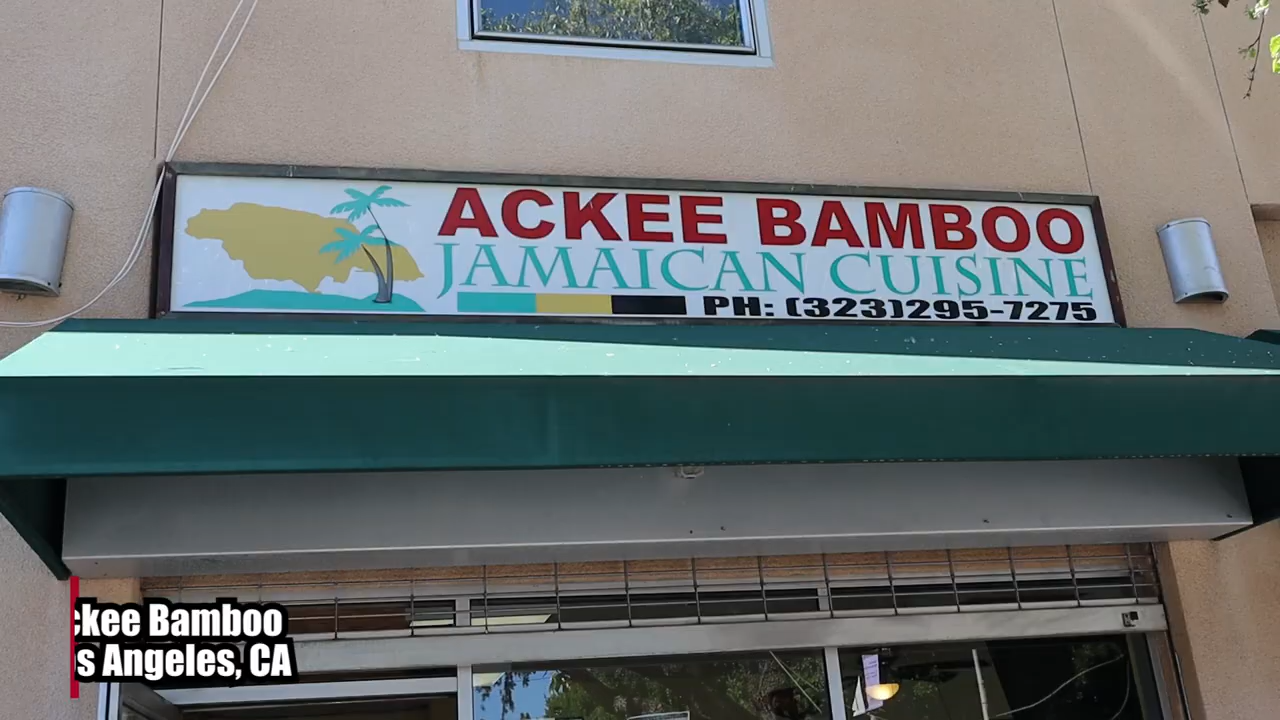 ACKEE BAMBOO
JAMAICAN CUISINE
PH: (323)295-7275
ckee Bamboo
s Angeles, CA